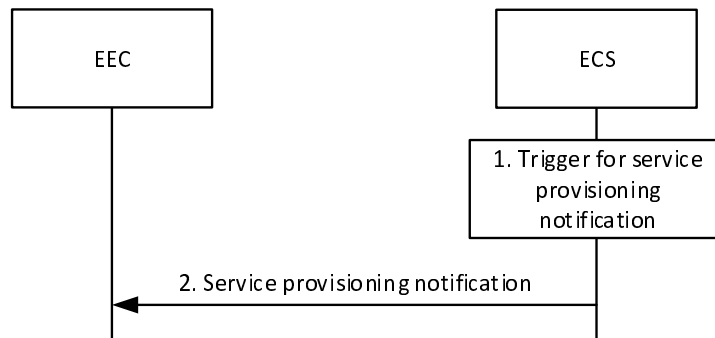 EEC
ECS
1. Trigger for service
provisioning
notification
2. Service provisioning notification